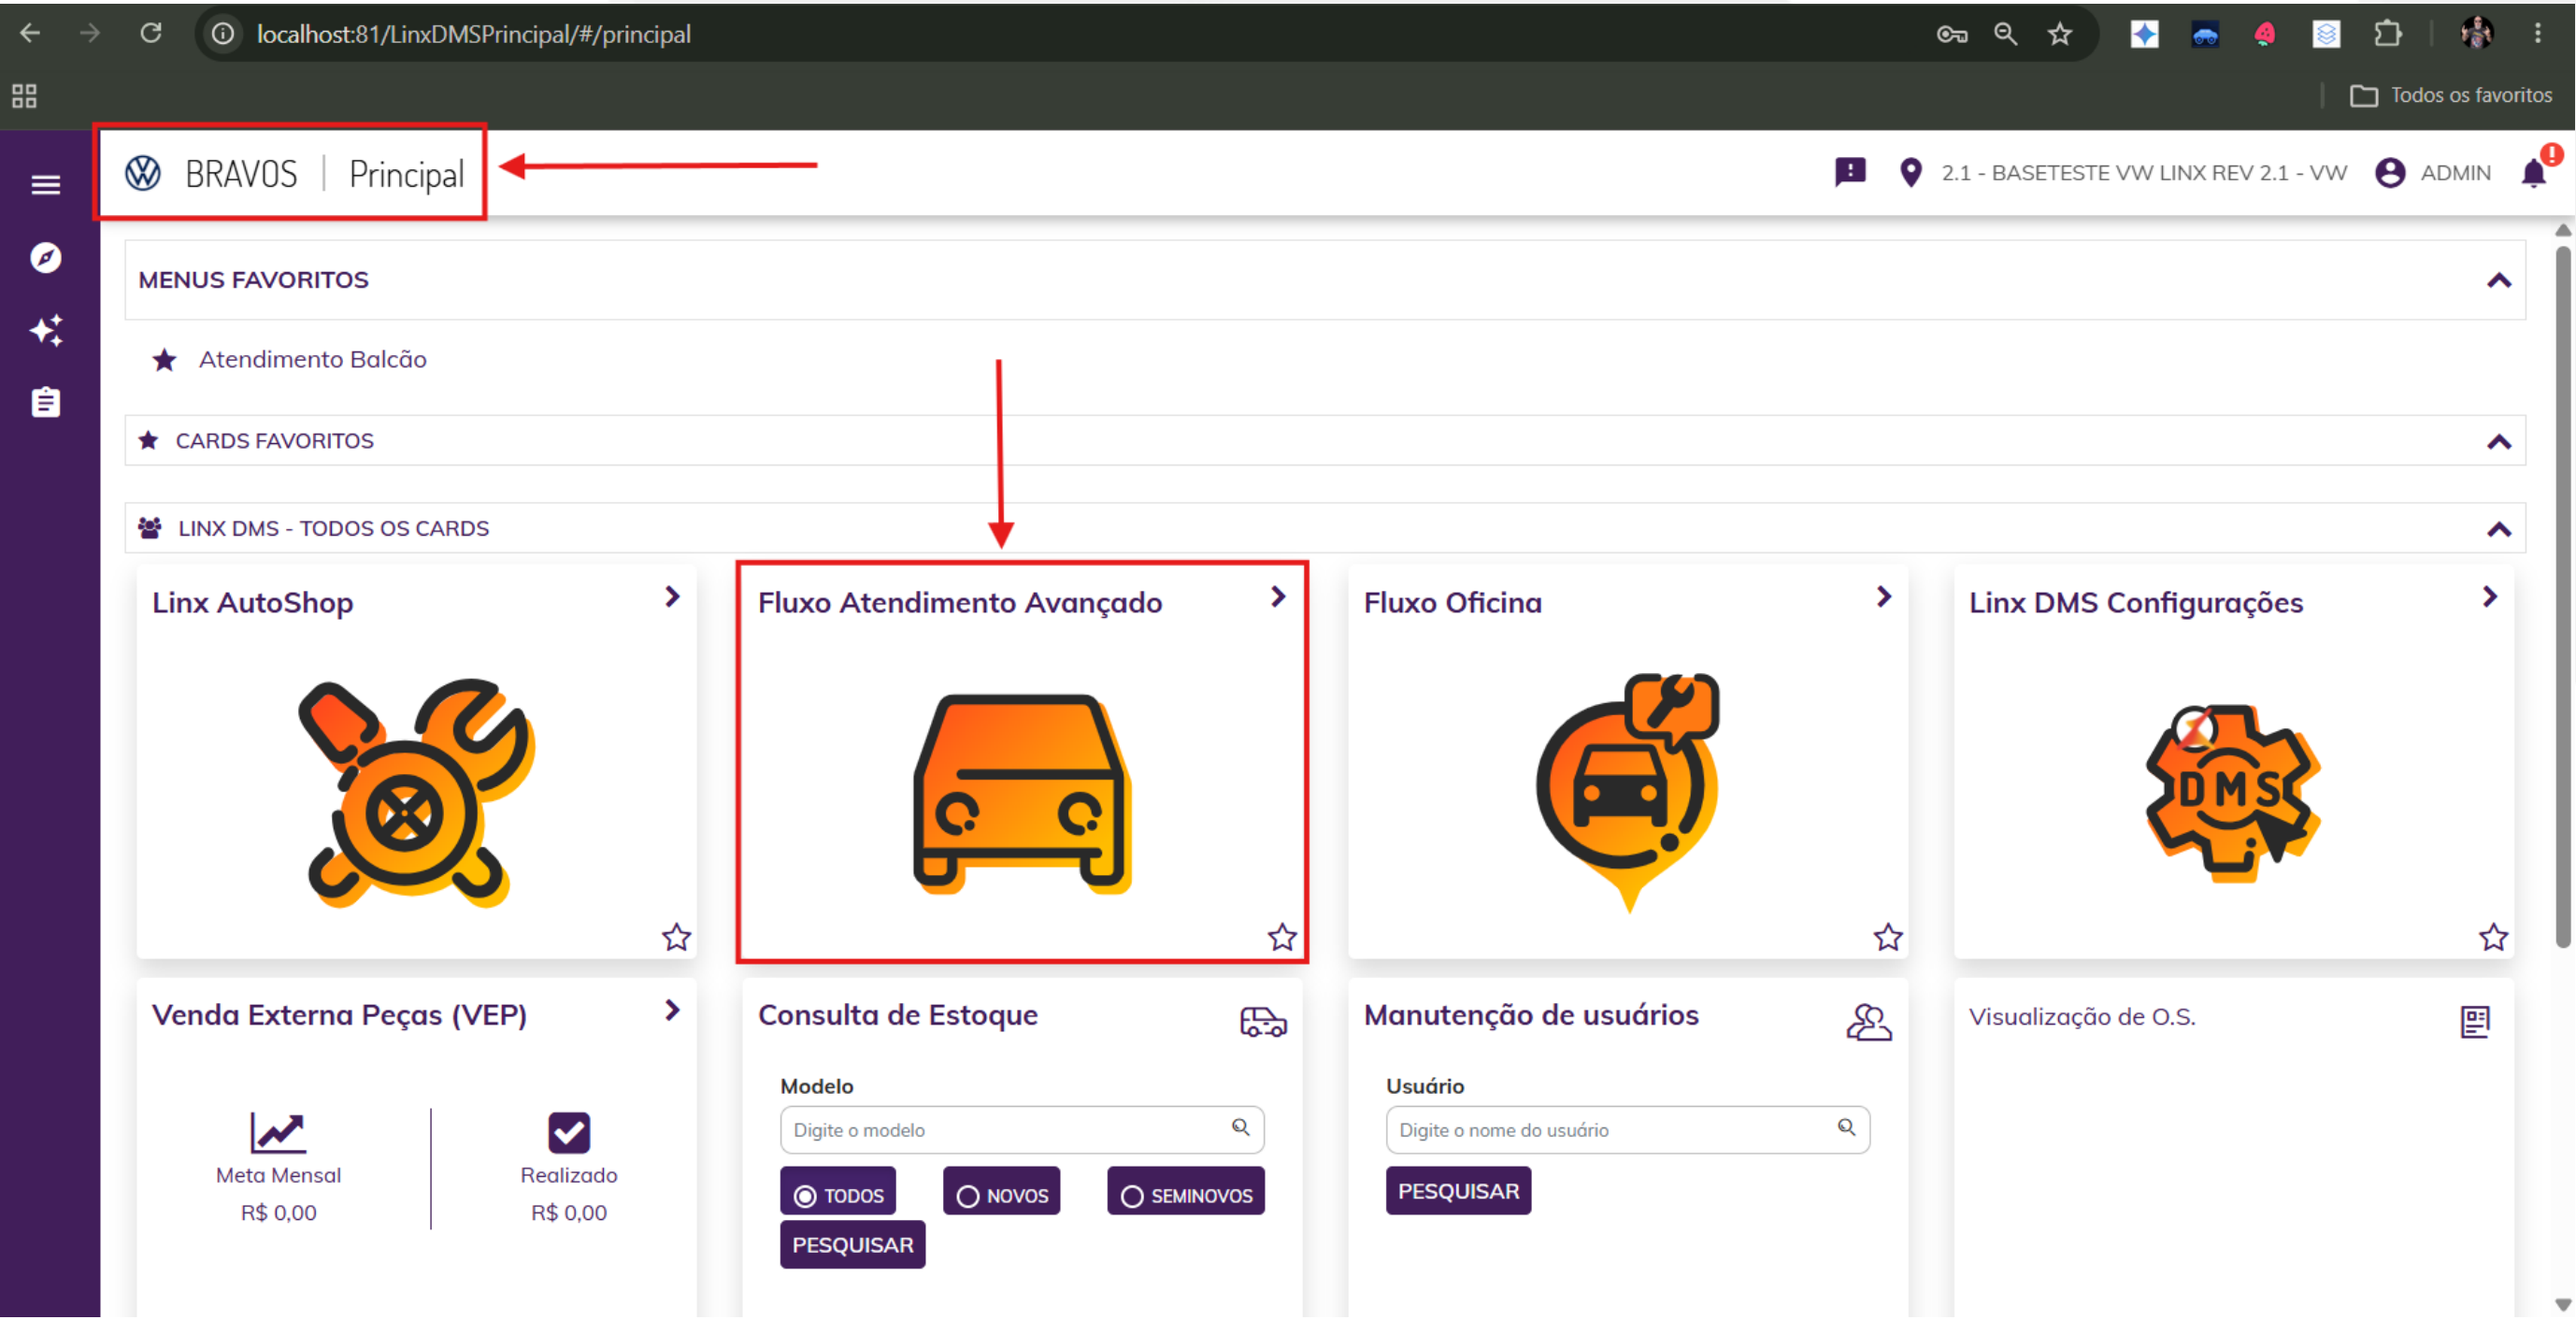 localhost:81/LinxDMSPrincipal/#/principal
Todos os favoritos
BRAVOS | Principal
2.1 - BASETESTE VW LINX REV 2.1 - VW
ADMIN
MENUS FAVORITOS
Atendimento Balcão
CARDS FAVORITOS
LINX DMS - TODOS OS CARDS
Linx AutoShop
Fluxo Atendimento Avançado
Fluxo Oficina
Linx DMS Configurações
DMS
Venda Externa Peças (VEP)
Meta Mensal
R$ 0,00
Realizado
R$ 0,00
Consulta de Estoque
Modelo
Digite o modelo
TODOS
NOVOS
SEMINOVOS
PESQUISAR
Manutenção de usuários
Usuário
Digite o nome do usuário
PESQUISAR
Visualização de O.S.